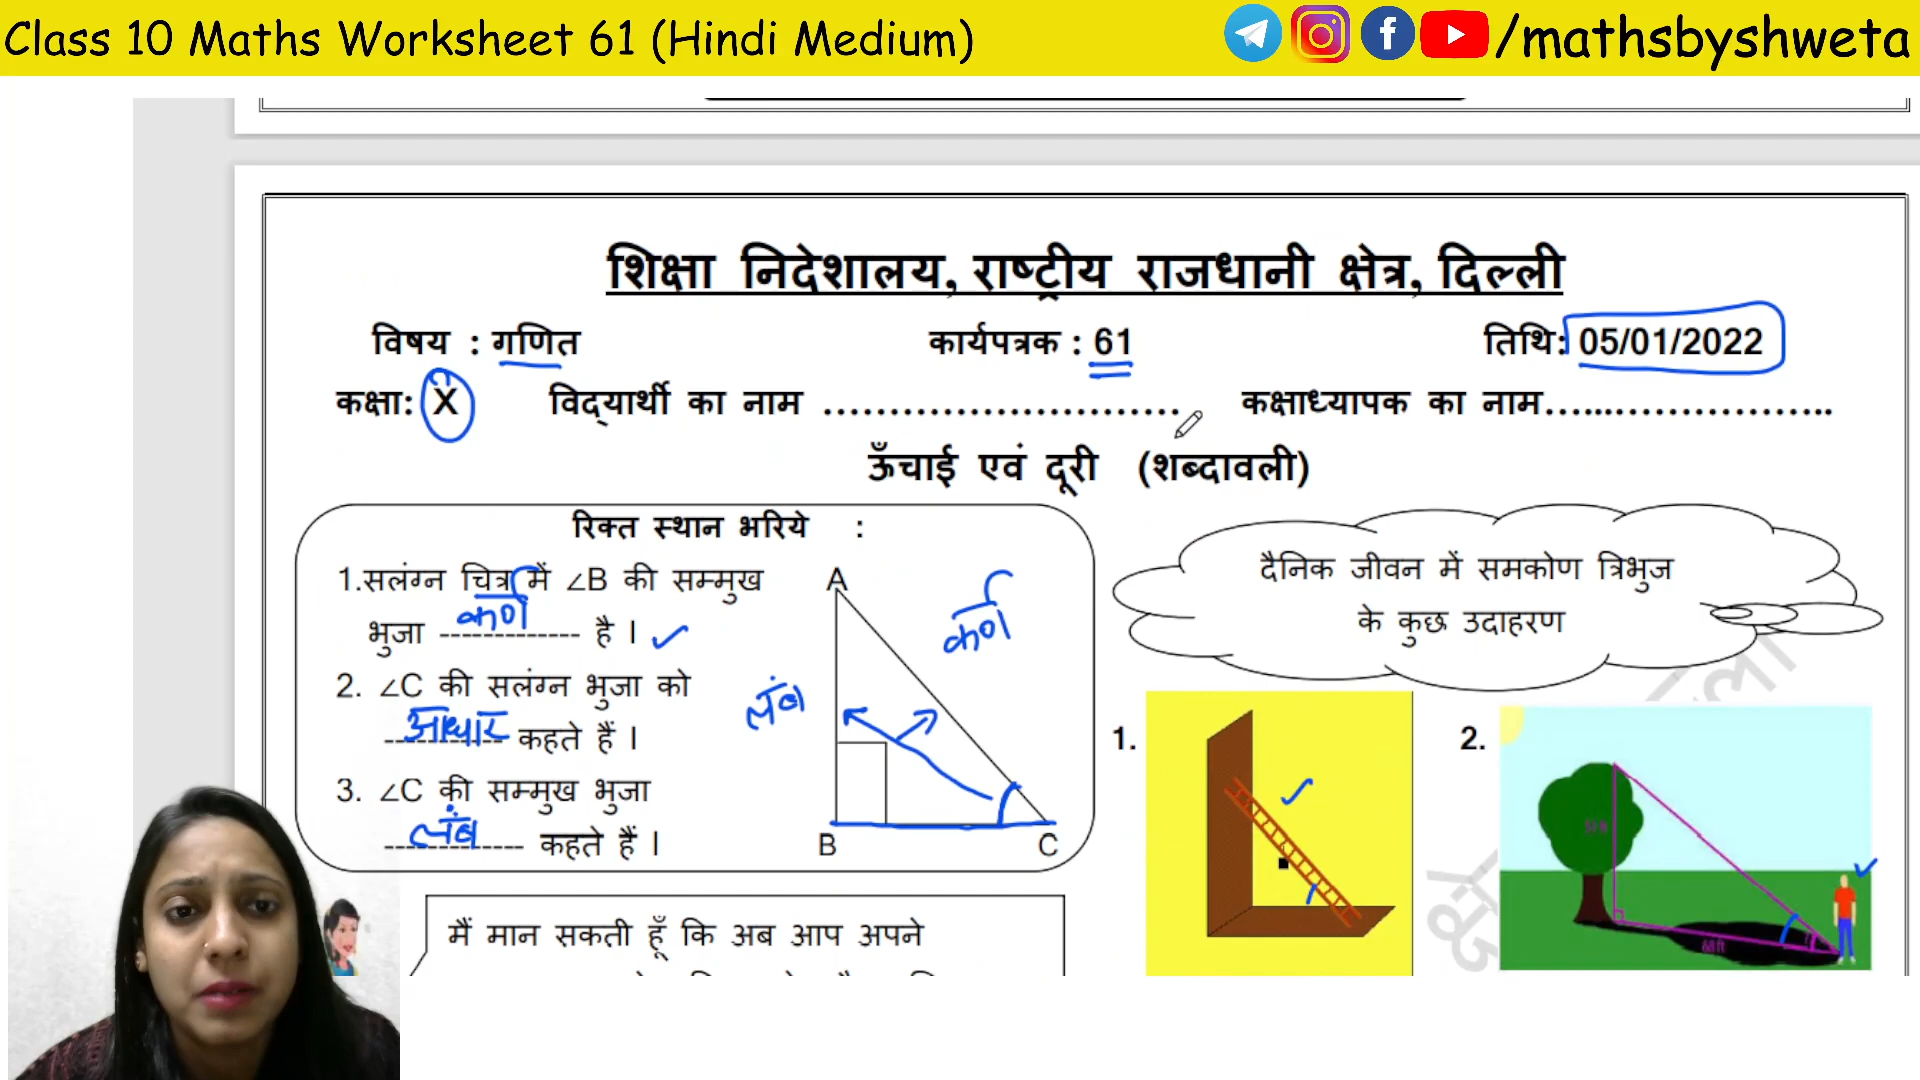 Class 10 Maths Worksheet 61 (Hindi Medium)
/mathsbyshweta
शिक्षा निदेशालय, राष्ट्रीय राजधानी क्षेत्र, दिल्ली
विषय : गणित कार्यपत्रक : 61 तिथि: 05/01/2022
कक्षा: X विद्यार्थी का नाम ........................... कक्षाध्यापक का नाम.......................
ऊँचाई एवं दूरी (शब्दावली)
रिक्त स्थान भरिये :
1.सलंग्न चित्र में ∠B की सम्मुख
भुजा कर्ण है ।
2. ∠C की सलंग्न भुजा को
आधार कहते हैं ।
3. ∠C की सम्मुख भुजा
लंब कहते हैं ।
A
कर्ण
लंब
B
C
दैनिक जीवन में समकोण त्रिभुज
के कुछ उदाहरण
1.
2.
68 ft
मैं मान सकती हूँ कि अब आप अपने